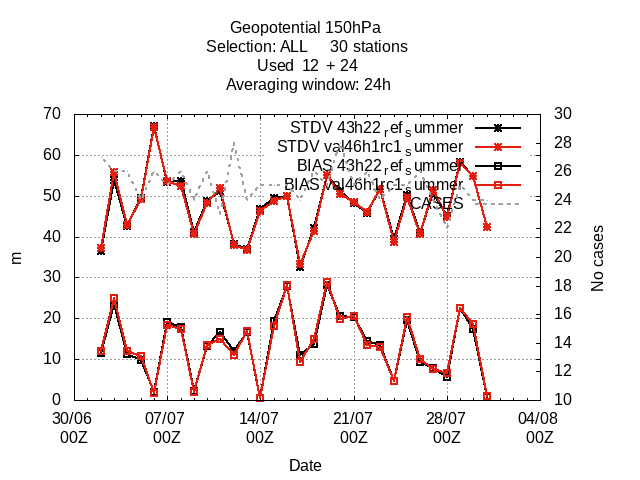 Geopotential 150hPa
Selection: ALL 30 stations
Used 12 + 24
Averaging window: 24h
STDV 43h22_ref_summer
STDV val46h1rc1_summer
BIAS 43h22_ref_summer
BIAS val46h1rc1_summer
CASES
70
60
50
40
30
20
10
0
m
30
28
26
24
22
20
18
16
14
12
10
No cases
30/06 07/07 14/07 21/07 28/07 04/08
00Z 00Z 00Z 00Z 00Z 00Z
Date